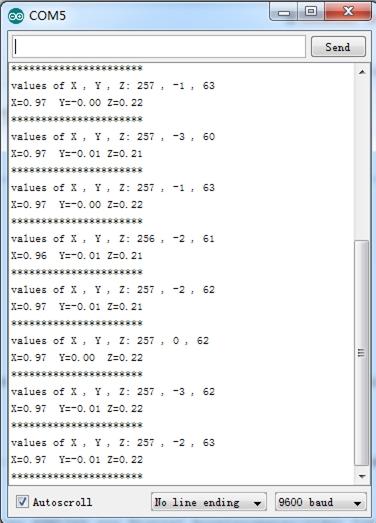 COM5
Send
**********************
values of X , Y , Z: 257 , -1 , 63
X=0.97  Y=-0.00 Z=0.22
**********************
values of X , Y , Z: 257 , -3 , 60
X=0.97  Y=-0.01 Z=0.21
**********************
values of X , Y , Z: 257 , -1 , 63
X=0.97  Y=-0.00 Z=0.22
**********************
values of X , Y , Z: 256 , -2 , 61
X=0.96  Y=-0.01 Z=0.21
**********************
values of X , Y , Z: 257 , -2 , 62
X=0.97  Y=-0.01 Z=0.21
**********************
values of X , Y , Z: 257 , 0 , 62
X=0.97  Y=0.00  Z=0.22
**********************
values of X , Y , Z: 257 , -3 , 62
X=0.97  Y=-0.01 Z=0.22
**********************
values of X , Y , Z: 257 , -2 , 63
X=0.97  Y=-0.01 Z=0.22
**********************
Autoscroll No line ending 9600 baud